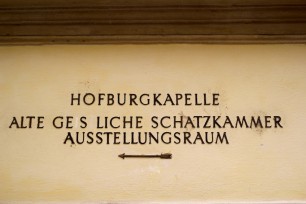 HOFBURGKAPELLE
ALTE GE S LICHE SCHATZKAMMER
AUSSTELLUNGSRAUM